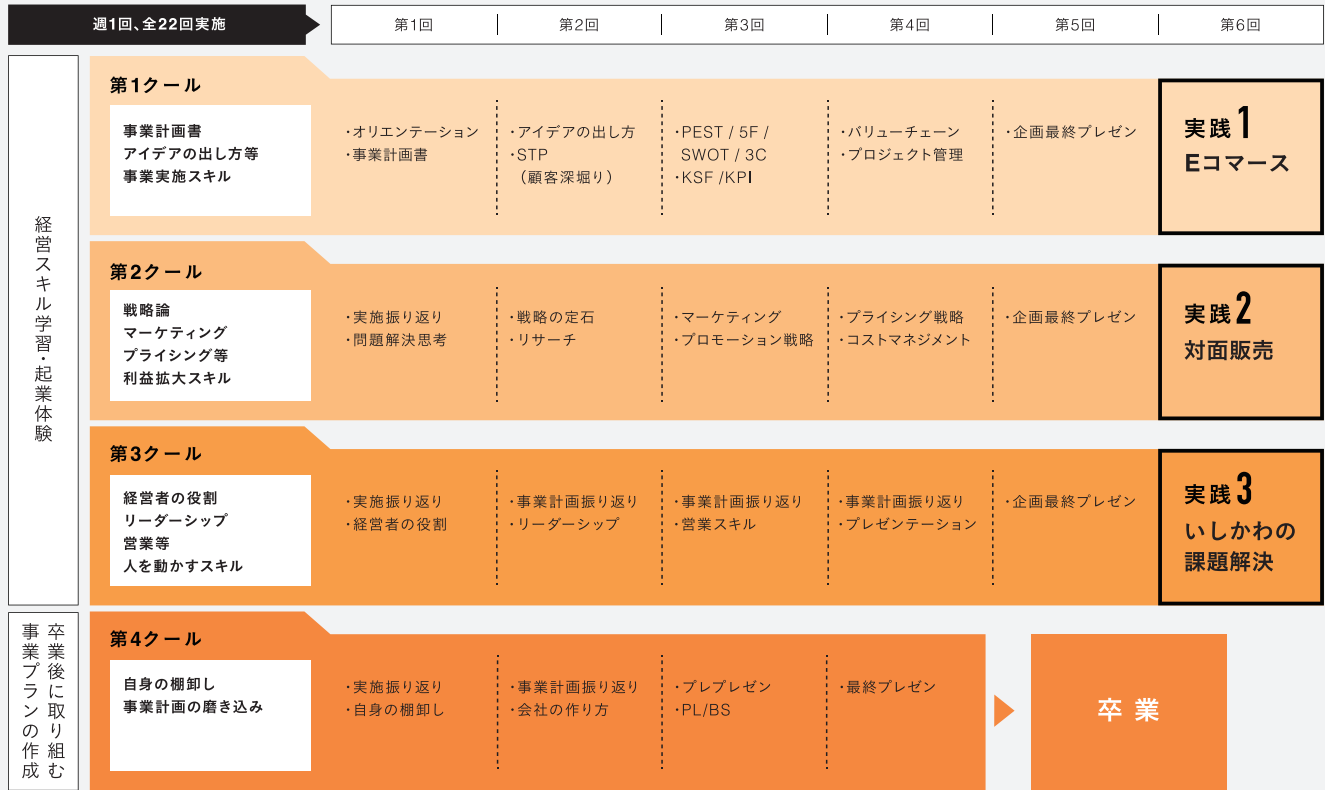 週1回、全22回実施
第1回
第2回
第3回
第4回
第5回
第6回
経営スキル学習・起業体験
第1クール
事業計画書
アイデアの出し方等
事業実施スキル
・オリエンテーション
・事業計画書
・アイデアの出し方
・STP
（顧客深堀り）
・PEST / 5F /
SWOT / 3C
・KSF /KPI
・バリューチェーン
・プロジェクト管理
・企画最終プレゼン
実践1
Eコマース
第2クール
戦略論
マーケティング
プライシング等
利益拡大スキル
・実施振り返り
・問題解決思考
・戦略の定石
・リサーチ
・マーケティング
・プロモーション戦略
・プライシング戦略
・コストマネジメント
・企画最終プレゼン
実践2
対面販売
第3クール
経営者の役割
リーダーシップ
営業等
人を動かすスキル
・実施振り返り
・経営者の役割
・事業計画振り返り
・リーダーシップ
・事業計画振り返り
・営業スキル
・事業計画振り返り
・プレゼンテーション
・企画最終プレゼン
実践3
いしかわの
課題解決
卒業後に取り組む
事業プランの作成
第4クール
自身の棚卸し
事業計画の磨き込み
・実施振り返り
・自身の棚卸し
・事業計画振り返り
・会社の作り方
・プレプレゼン
・PL/BS
・最終プレゼン
卒業